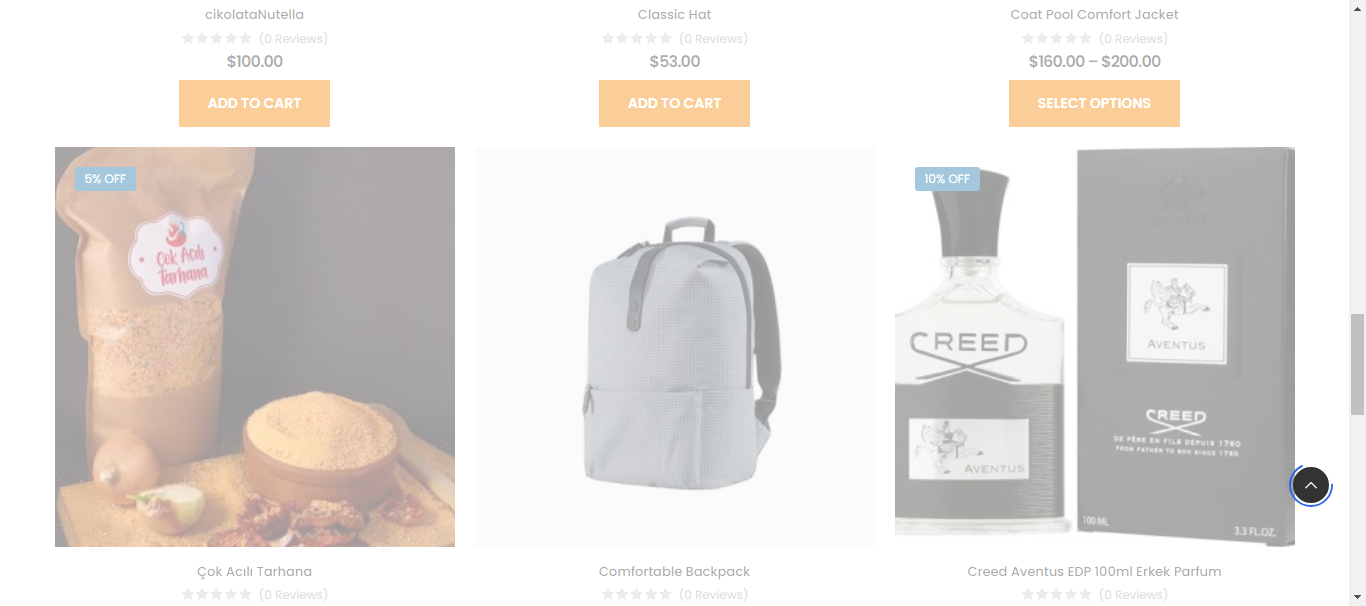 cikolataNutella
(0 Reviews)
$100.00
ADD TO CART
Classic Hat
(0 Reviews)
$53.00
ADD TO CART
Coat Pool Comfort Jacket
(0 Reviews)
$160.00 – $200.00
SELECT OPTIONS
5% OFF
Çok Acılı
Tarhana
Çok Acılı Tarhana
(0 Reviews)
Comfortable Backpack
(0 Reviews)
10% OFF
CREED
AVENTUS
AVENTUS
CREED
DE PÈRE EN FILS DEPUIS 1760
FROM FATHER TO SON SINCE 1760
100 ML
3.3 FL.OZ.
Creed Aventus EDP 100ml Erkek Parfum
(0 Reviews)